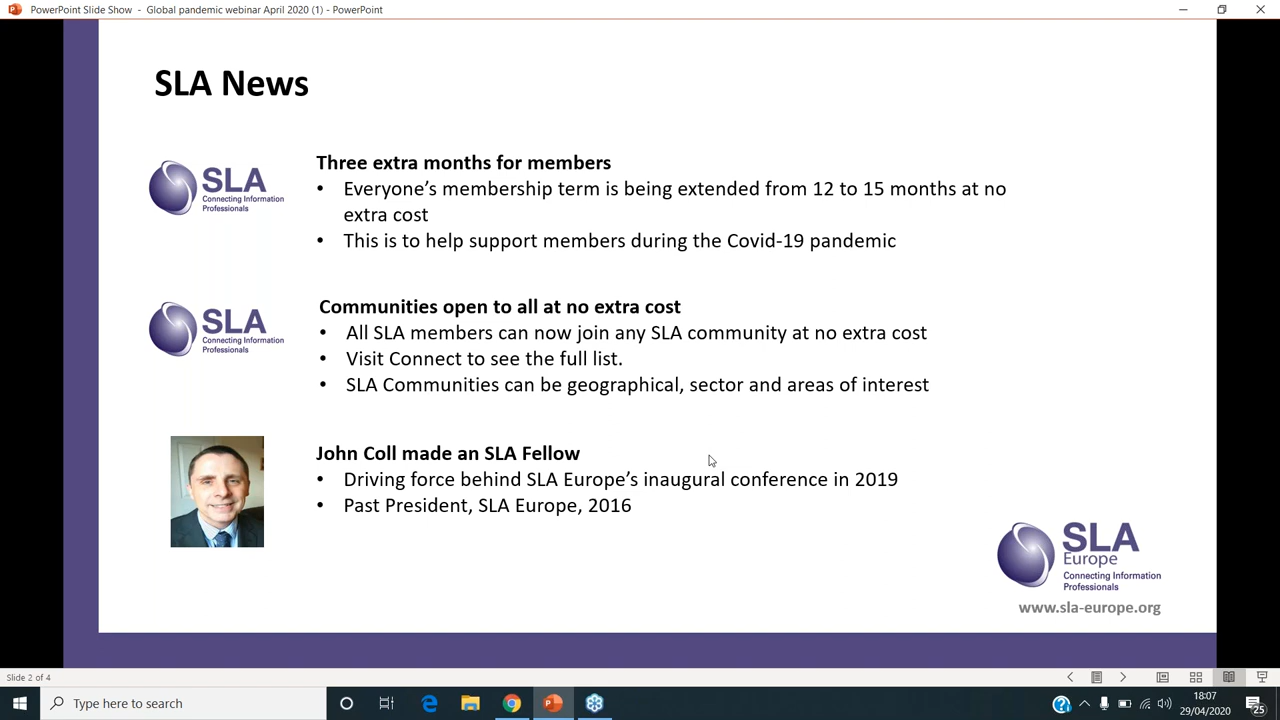 PowerPoint Slide Show - Global pandemic webinar April 2020 (1) - PowerPoint
SLA News
SLA
Connecting Information
Professionals
Three extra months for members
• Everyone’s membership term is being extended from 12 to 15 months at no
extra cost
• This is to help support members during the Covid-19 pandemic
SLA
Connecting Information
Professionals
Communities open to all at no extra cost
• All SLA members can now join any SLA community at no extra cost
• Visit Connect to see the full list.
• SLA Communities can be geographical, sector and areas of interest
John Coll made an SLA Fellow
• Driving force behind SLA Europe’s inaugural conference in 2019
• Past President, SLA Europe, 2016
SLA
Europe
Connecting Information
Professionals
www.sla-europe.org
Slide 2 of 4
Type here to search
18:07
29/04/2020
25